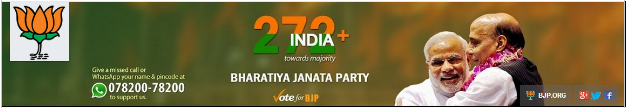 272+
INDIA
towards majority
Give a missed call or
WhatsApp your name & pincode at
078200-78200
to support us.
BHARATIYA JANATA PARTY
Vote for BJP
BJP.ORG